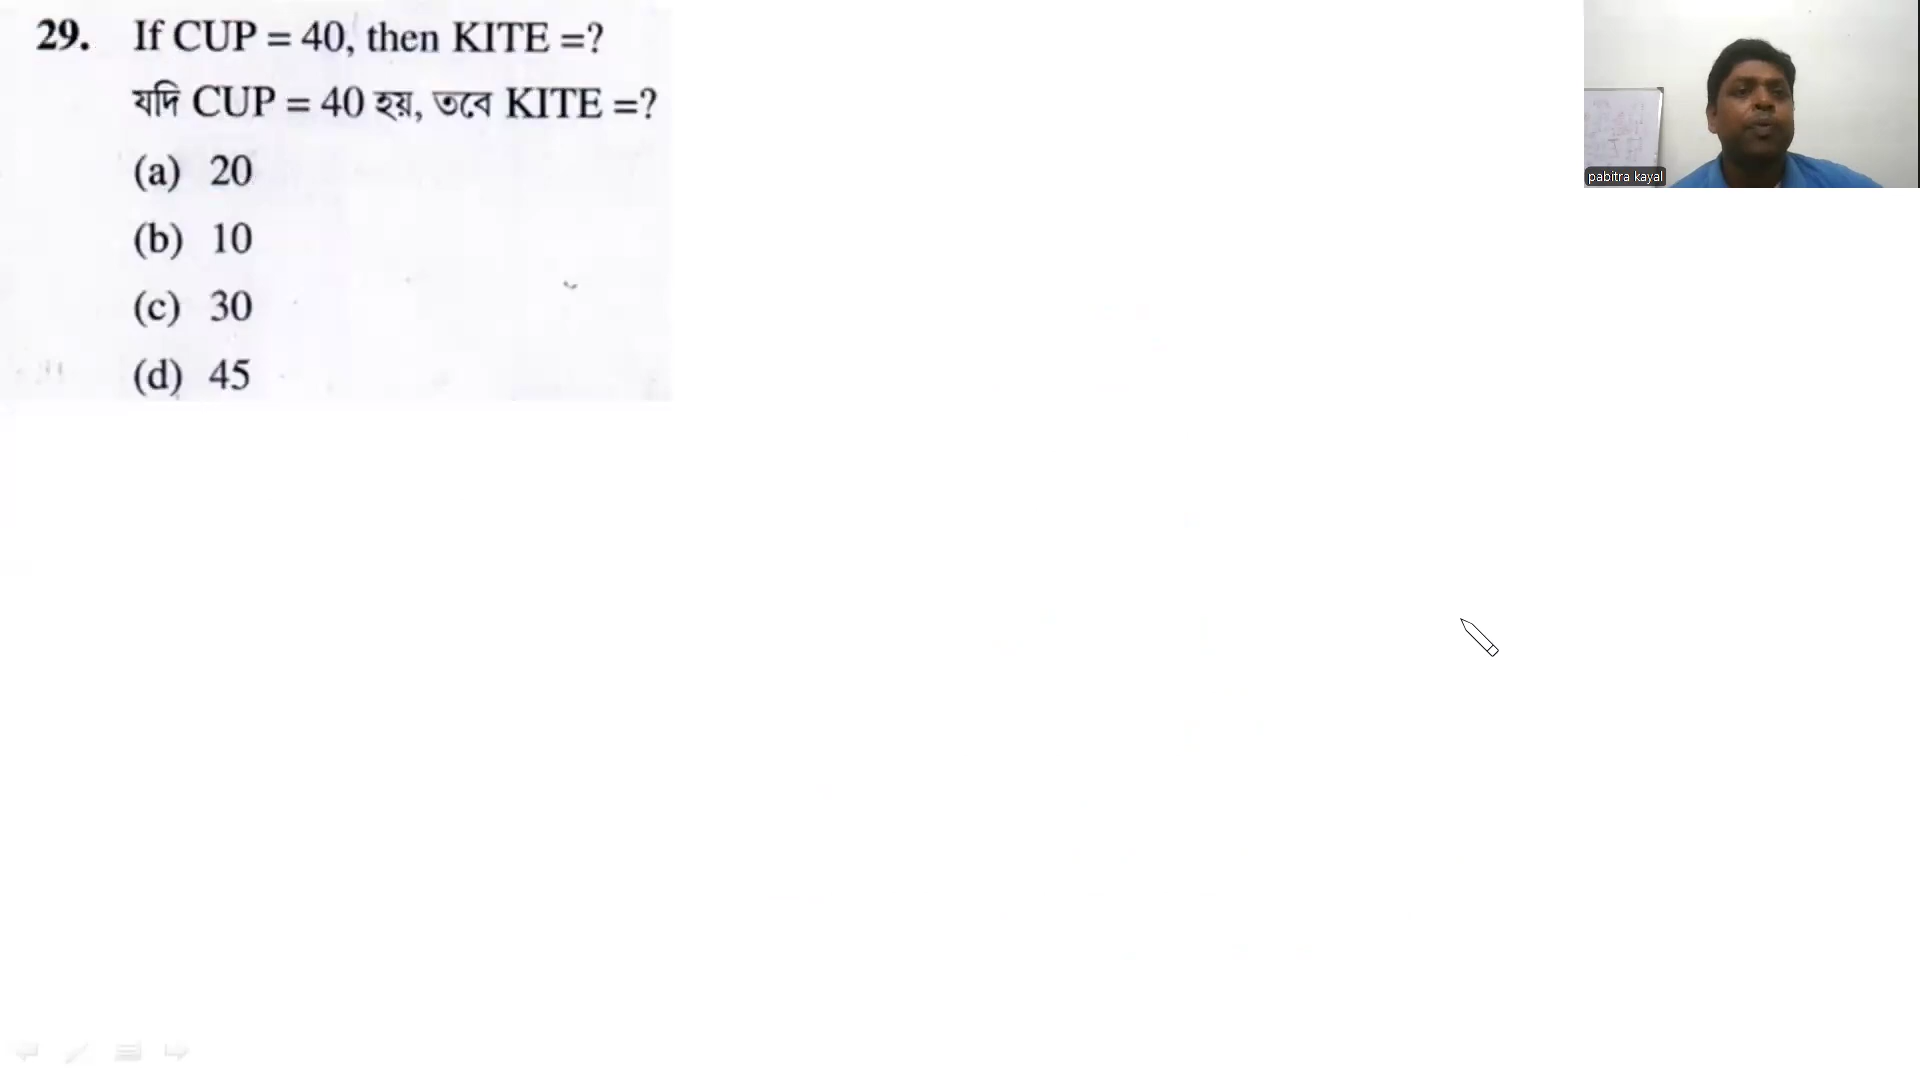 29. If CUP = 40, then KITE =?
যদি CUP = 40 হয়, তবে KITE =?
(a) 20
(b) 10
(c) 30
(d) 45
pabitra kayal